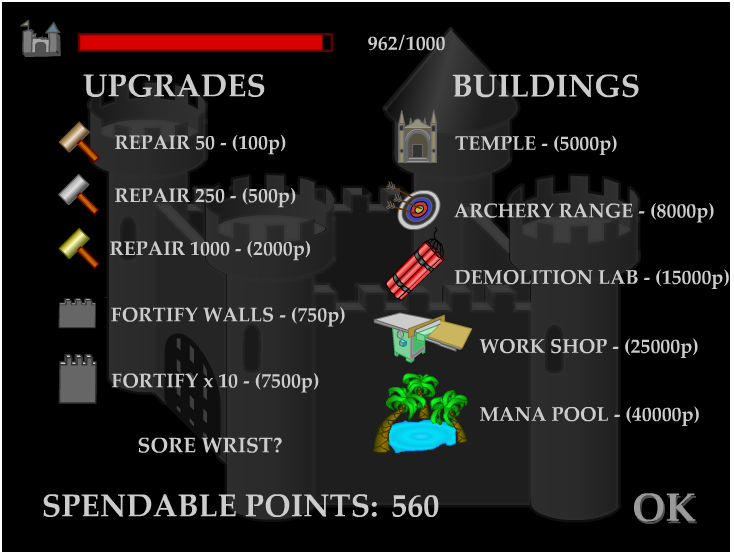 962/1000
UPGRADES
REPAIR 50 - (100p)
REPAIR 250 - (500p)
REPAIR 1000 - (2000p)
FORTIFY WALLS - (750p)
FORTIFY x 10 - (7500p)
SORE WRIST?
BUILDINGS
TEMPLE - (5000p)
ARCHERY RANGE - (8000p)
DEMOLITION LAB - (15000p)
WORK SHOP - (25000p)
MANA POOL - (40000p)
SPENDABLE POINTS: 560
OK